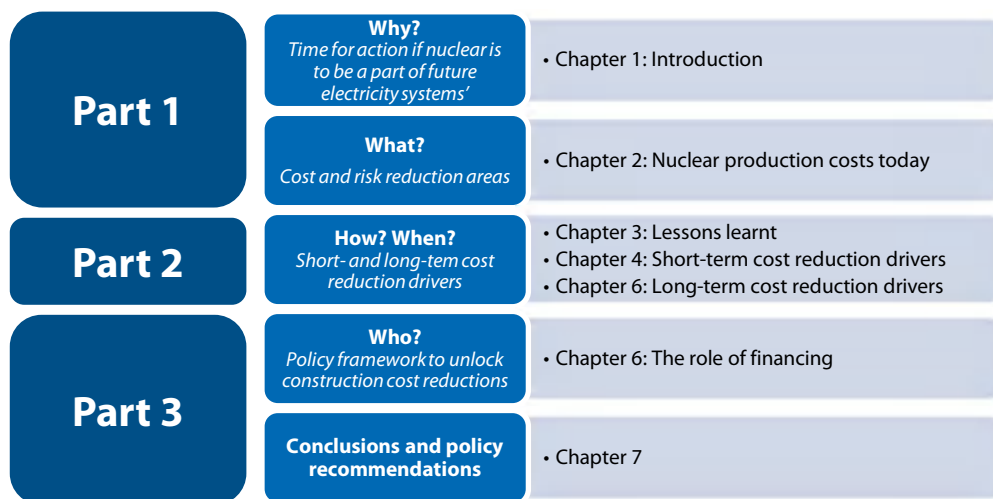 Part 1
Why?
Time for action if nuclear is
to be a part of future
electricity systems’
• Chapter 1: Introduction
What?
Cost and risk reduction areas
• Chapter 2: Nuclear production costs today
Part 2
How? When?
Short- and long-tem cost
reduction drivers
• Chapter 3: Lessons learnt
• Chapter 4: Short-term cost reduction drivers
• Chapter 6: Long-term cost reduction drivers
Part 3
Who?
Policy framework to unlock
construction cost reductions
• Chapter 6: The role of financing
Conclusions and policy
recommendations
• Chapter 7